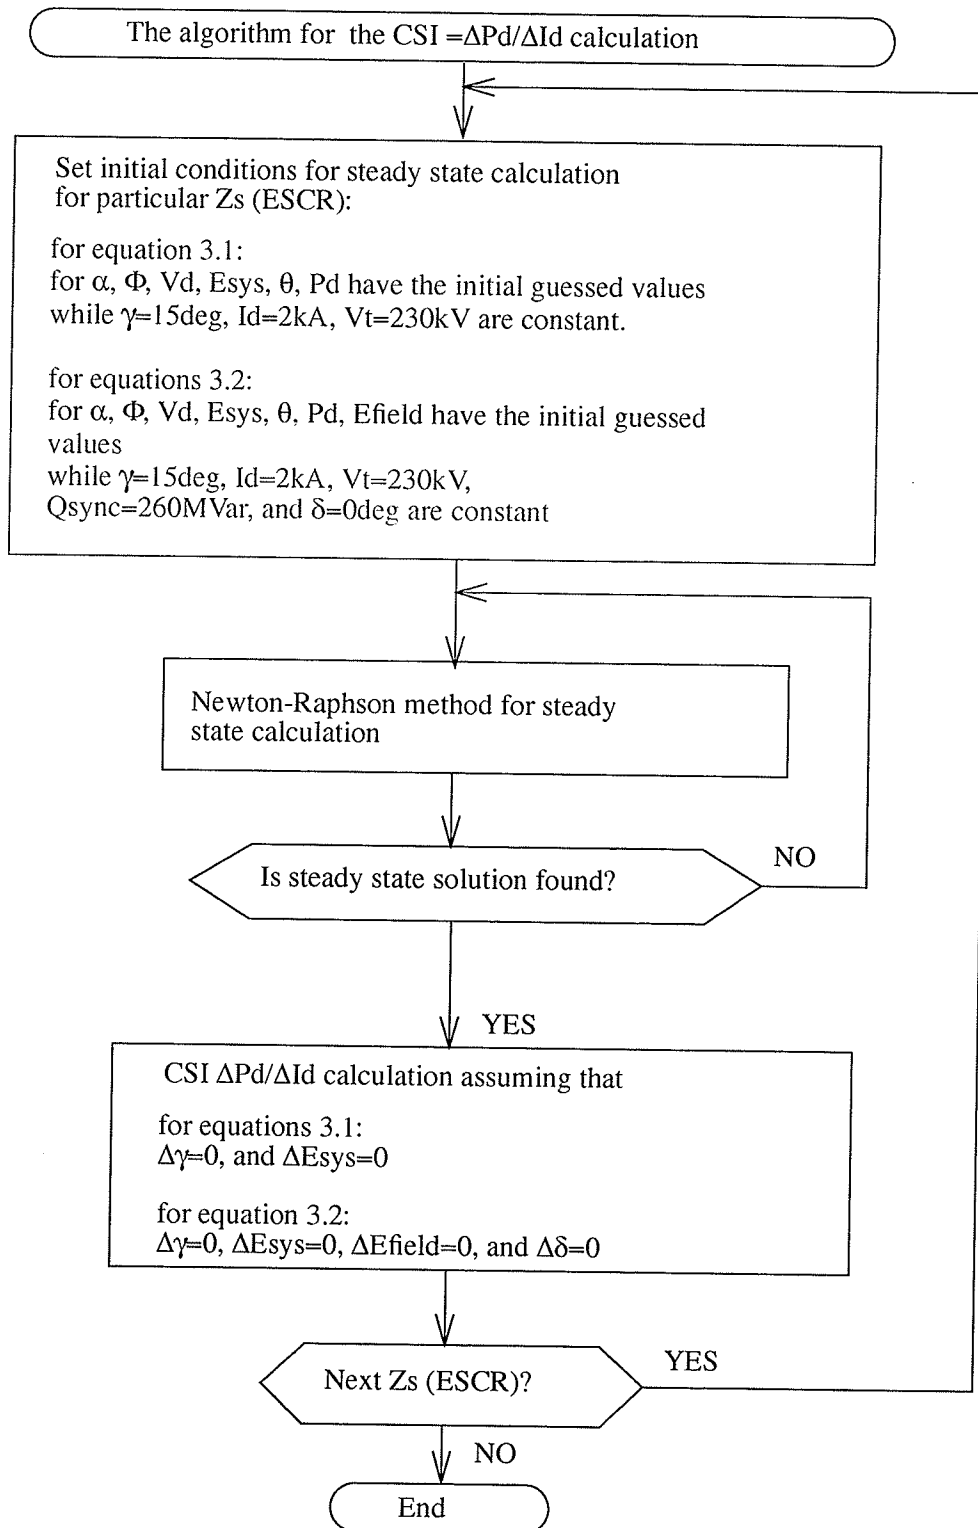 The algorithm for the CSI =ΔPd/ΔId calculation
Set initial conditions for steady state calculation
for particular Zs (ESCR):
for equation 3.1:
for α, Φ, Vd, Esys, θ, Pd have the initial guessed values
while γ=15deg, Id=2kA, Vt=230kV are constant.
for equations 3.2:
for α, Φ, Vd, Esys, θ, Pd, Efield have the initial guessed
values
while γ=15deg, Id=2kA, Vt=230kV,
Qsync=260MVar, and δ=0deg are constant
Newton-Raphson method for steady
state calculation
Is steady state solution found?
NO
YES
CSI ΔPd/ΔId calculation assuming that
for equations 3.1:
Δγ=0, and ΔEsys=0
for equation 3.2:
Δγ=0, ΔEsys=0, ΔEfield=0, and Δδ=0
Next Zs (ESCR)?
YES
NO
End